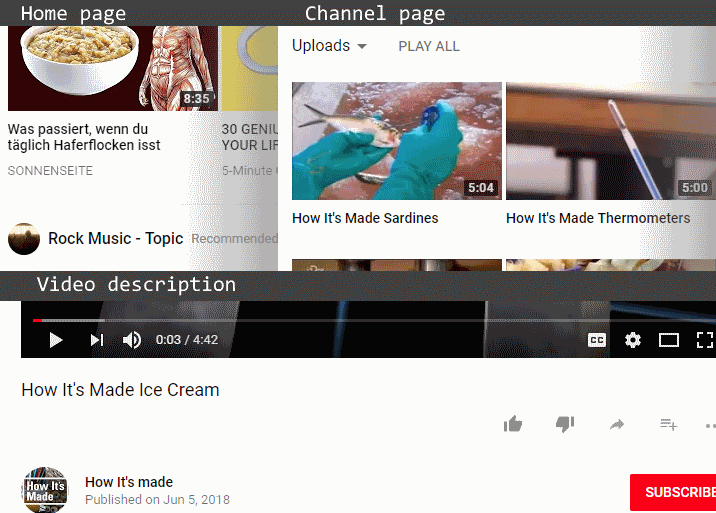 Home page
Channel page
8:35
Was passiert, wenn du
täglich Haferflocken isst
SONNENSEITE
30 GENIU
YOUR LIF
5-Minute
Rock Music - Topic Recommended
Uploads PLAY ALL
5:04
5:00
How It's Made Sardines
How It's Made Thermometers
Video description
0:03 / 4:42
CC
How It's Made Ice Cream
How It's
Made
How It's made
Published on Jun 5, 2018
SUBSCRIBE